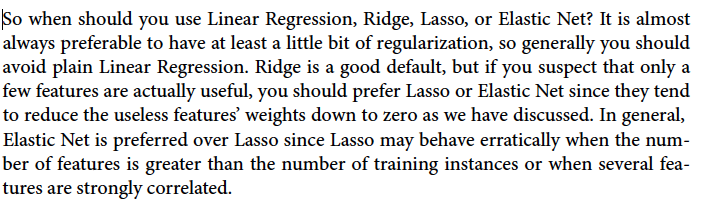 So when should you use Linear Regression, Ridge, Lasso, or Elastic Net? It is almost
always preferable to have at least a little bit of regularization, so generally you should
avoid plain Linear Regression. Ridge is a good default, but if you suspect that only a
few features are actually useful, you should prefer Lasso or Elastic Net since they tend
to reduce the useless features’ weights down to zero as we have discussed. In general,
Elastic Net is preferred over Lasso since Lasso may behave erratically when the num-
ber of features is greater than the number of training instances or when several fea-
tures are strongly correlated.